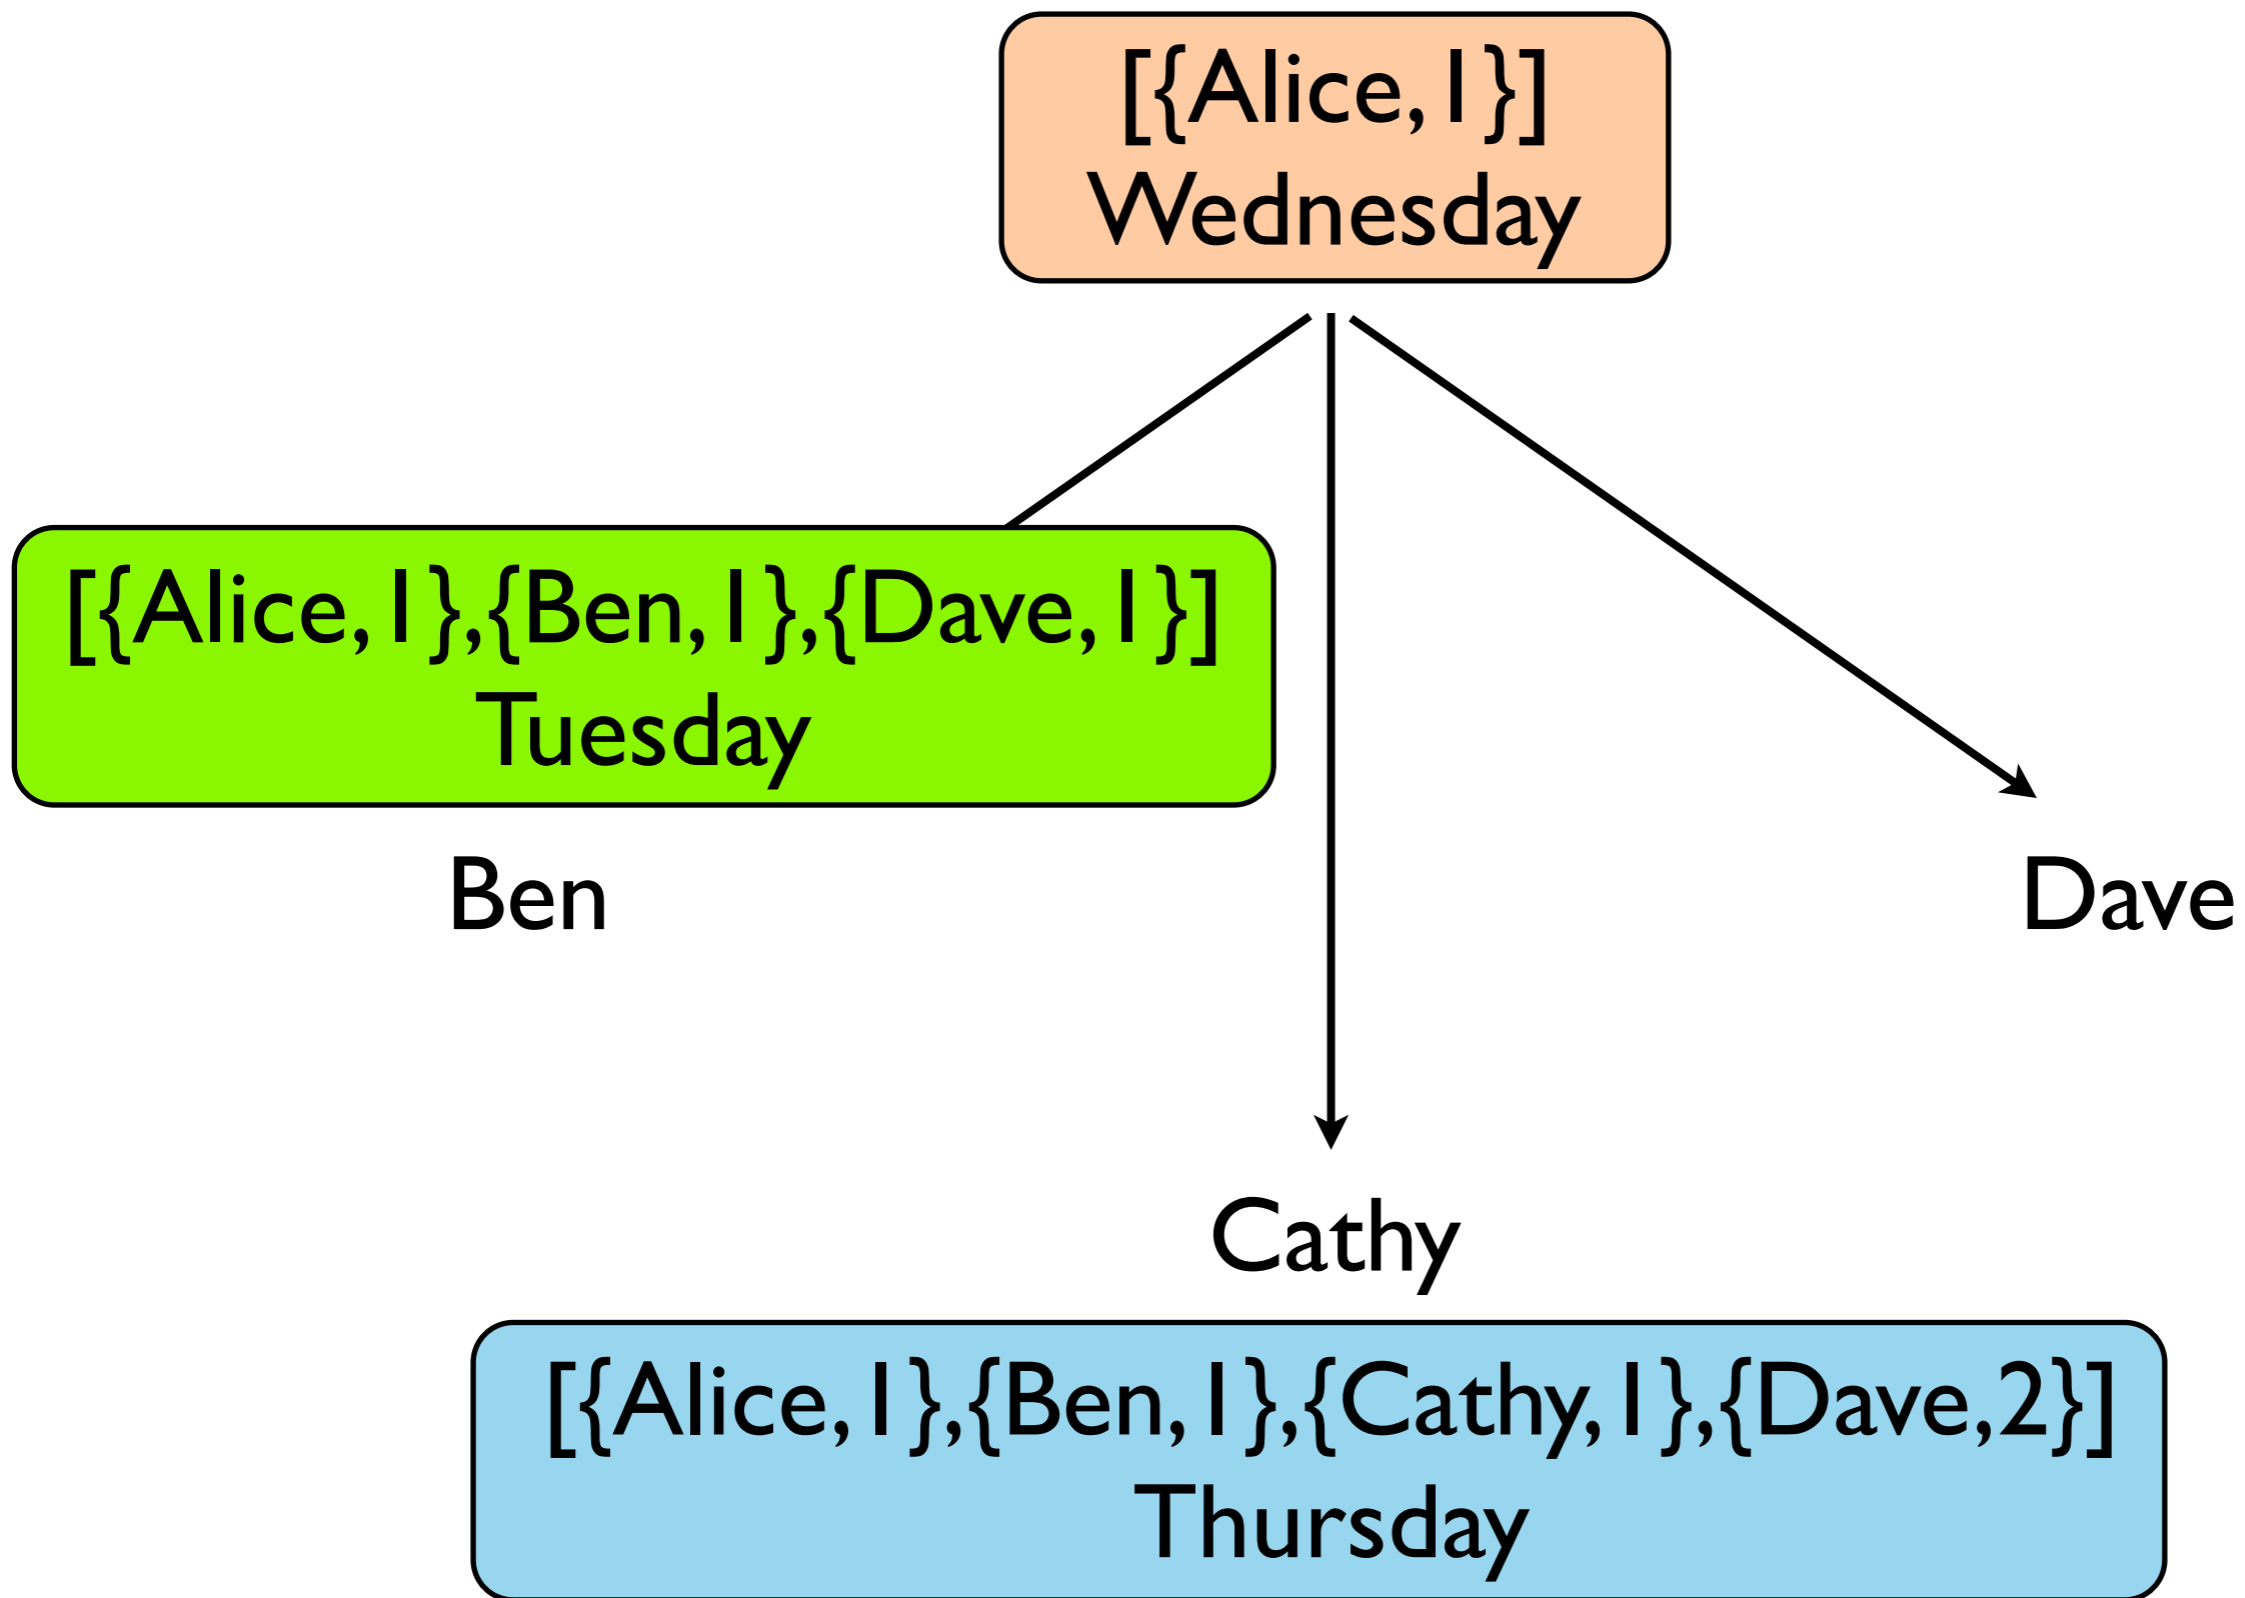 [{Alice,1}]
Wednesday
[{Alice,1},{Ben,1},{Dave,1}]
Tuesday
Ben
Dave
Cathy
[{Alice,1},{Ben,1},{Cathy,1},{Dave,2}]
Thursday